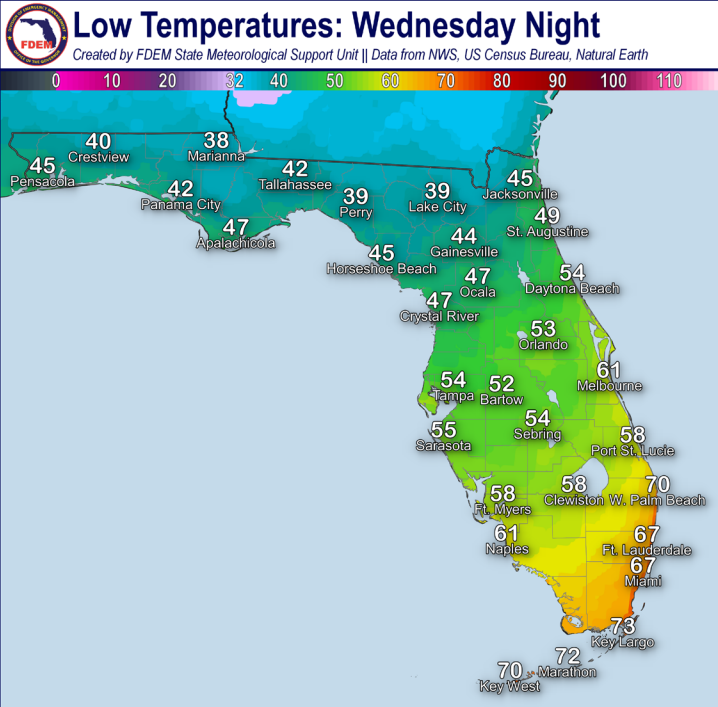 Low Temperatures: Wednesday Night
Created by FDEM State Meteorological Support Unit || Data from NWS, US Census Bureau, Natural Earth
FDEM
0 10 20 32 40 50 60 70 80 90 100 110
40
Crestview
38
Marianna
45
Pensacola
42
Tallahassee
42
Panama City
39
Perry
39
Lake City
45
Jacksonville
47
Apalachicola
49
St. Augustine
44
Gainesville
45
Horseshoe Beach
47
Ocala
54
Daytona Beach
47
Crystal River
53
Orlando
61
Melbourne
54
Tampa
52
Bartow
54
Sebring
55
Sarasota
58
Port St. Lucie
58
Ft. Myers
58
Clewiston
70
W. Palm Beach
61
Naples
67
Ft. Lauderdale
67
Miami
73
Key Largo
72
Marathon
70
Key West